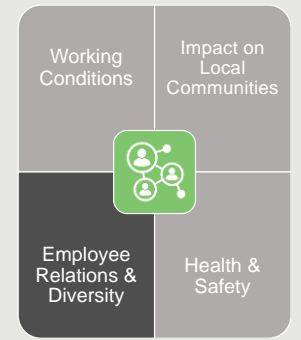 Working
Conditions
Impact on
Local
Communities
Employee
Relations &
Diversity
Health &
Safety